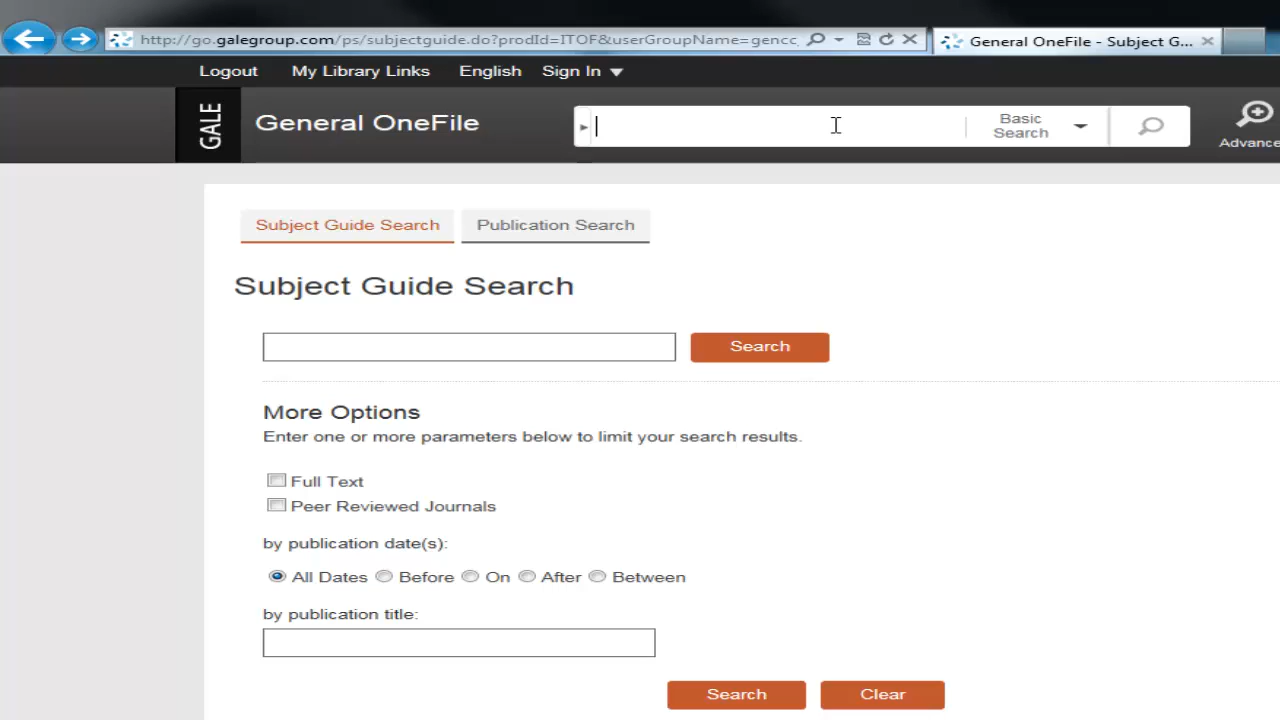 http://go.galegroup.com/ps/subjectguide.do?prodId=ITOF&userGroupName=gencc
General OneFile - Subject G...
Logout My Library Links English Sign In
GALE
General OneFile
Basic Search
Advance
Subject Guide Search Publication Search
Subject Guide Search
Search
More Options
Enter one or more parameters below to limit your search results.
Full Text
Peer Reviewed Journals
by publication date(s):
All Dates Before On After Between
by publication title:
Search Clear